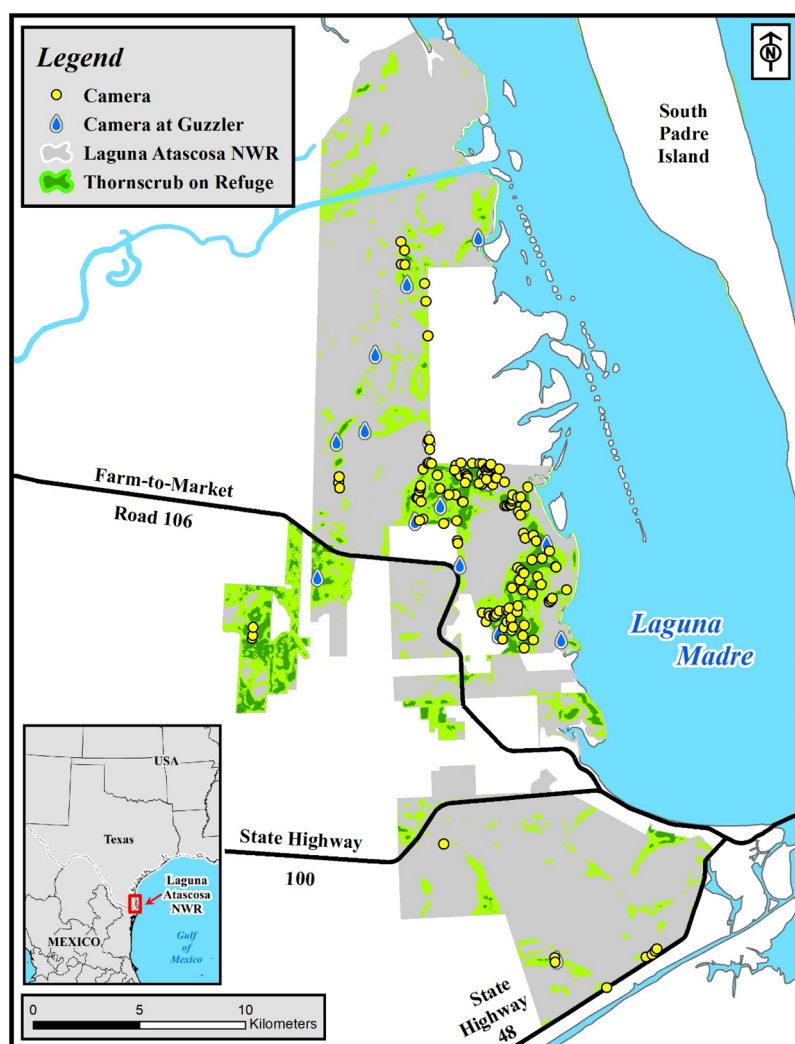 Legend
Camera
Camera at Guzzler
Laguna Atascosa NWR
Thornscrub on Refuge
N
South
Padre
Island
Farm-to-Market
Road 106
Laguna
Madre
USA
Texas
Laguna
Atascosa
NWR
MEXICO
Gulf
of
Mexico
State Highway
100
State
Highway
48
0 5 10
Kilometers